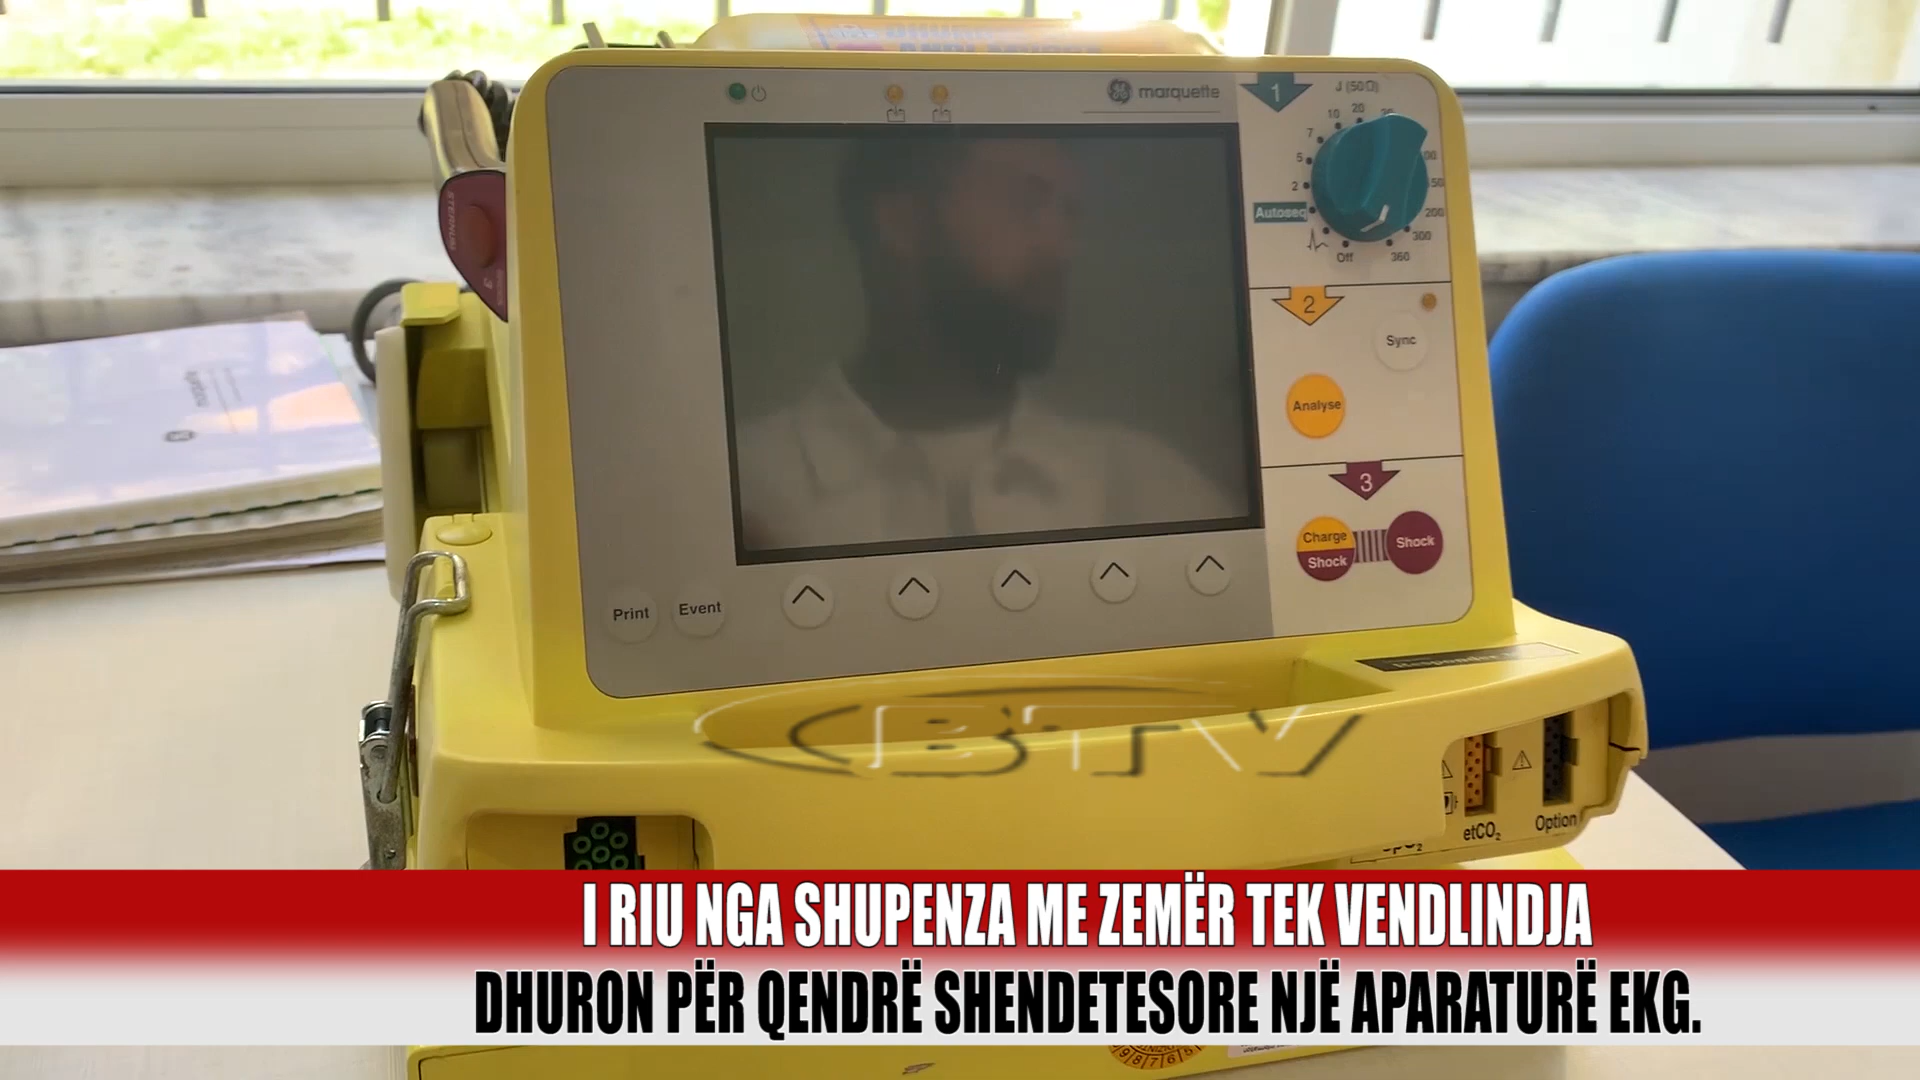 marquette
1
J (50Ω)
10
20
7
5
2
Autoseq
200
300
360
Off
2
Sync
Analyse
3
Charge
Shock
Shock
Print
Event
STERNUM
BTV
etCO2
Option
I RIU NGA SHUPENZA ME ZEMËR TEK VENDLINDJA
DHURON PËR QENDRË SHENDETESORE NJË APARATURË EKG.